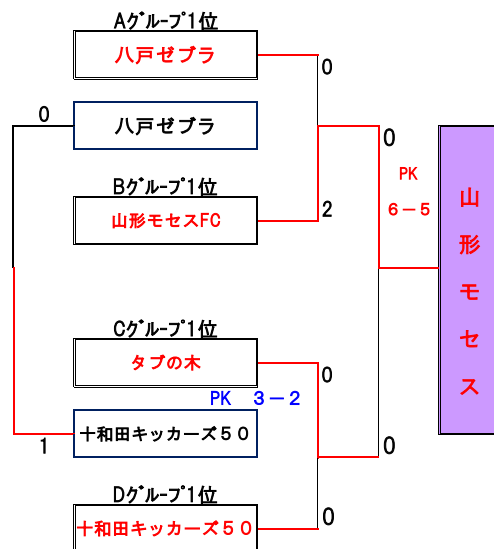 Aｸﾞﾙｰﾌﾟ1位
八戸ゼブラ
0
0
八戸ゼブラ
0
PK
6－5
Bｸﾞﾙｰﾌﾟ1位
山形モセスFC
2
山形モセス
Cｸﾞﾙｰﾌﾟ1位
タブの木
0
PK　3－2
十和田キッカーズ５０
1
0
Dｸﾞﾙｰﾌﾟ1位
十和田キッカーズ５０
0